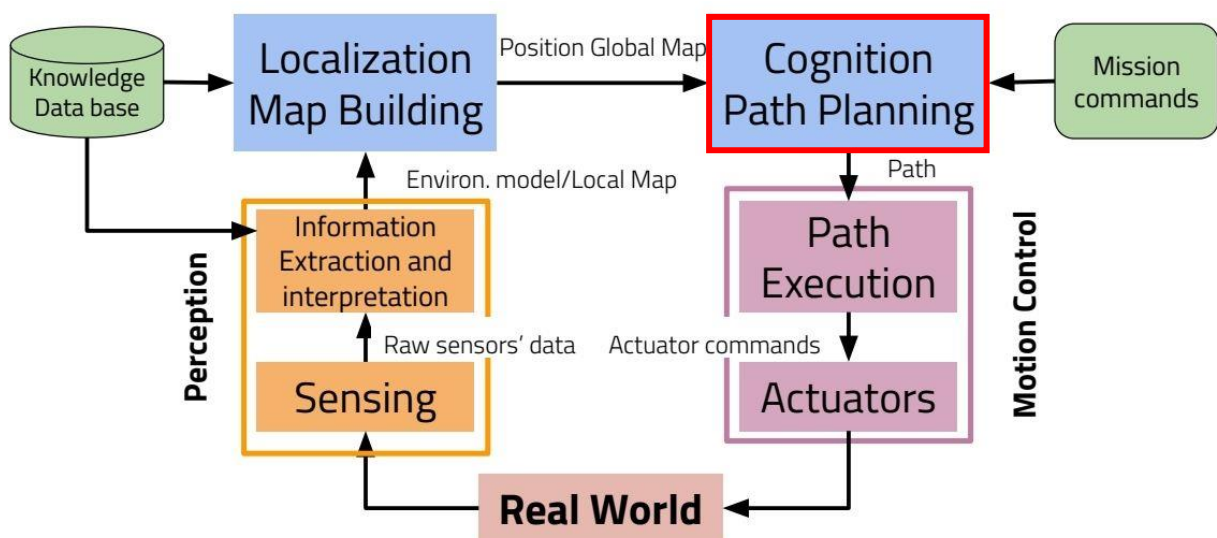 Knowledge
Data base
Localization
Map Building
Position Global Map
Cognition
Path Planning
Mission
commands
Environ. model/Local Map
Path
Perception
Information
Extraction and
interpretation
Path
Execution
Motion Control
Raw sensors’ data
Actuator commands
Sensing
Actuators
Real World